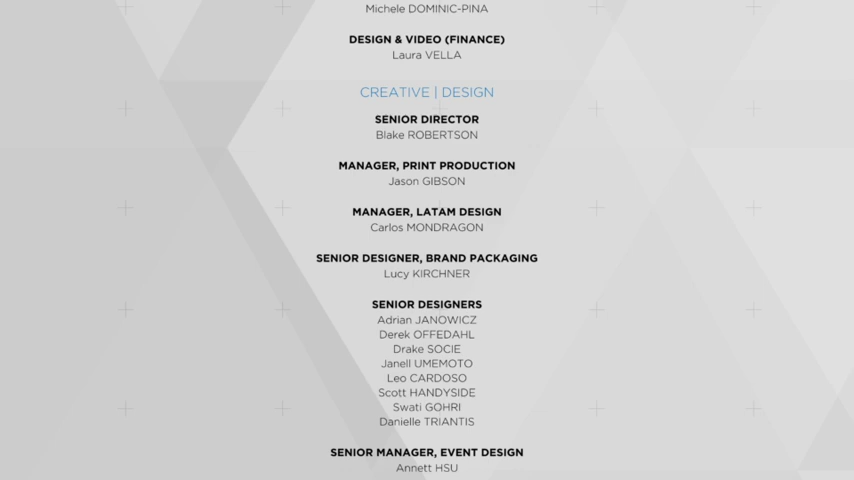 Michele DOMINIC-PINA
DESIGN & VIDEO (FINANCE)
Laura VELLA
CREATIVE | DESIGN
SENIOR DIRECTOR
Blake ROBERTSON
MANAGER, PRINT PRODUCTION
Jason GIBSON
MANAGER, LATAM DESIGN
Carlos MONDRAGON
SENIOR DESIGNER, BRAND PACKAGING
Lucy KIRCHNER
SENIOR DESIGNERS
Adrian JANOWICZ
Derek OFFEDAHL
Drake SOCIE
Janell UMEMOTO
Leo CARDOSO
Scott HANDYSIDE
Swati GOHRI
Danielle TRIANTIS
SENIOR MANAGER, EVENT DESIGN
Annett HSU